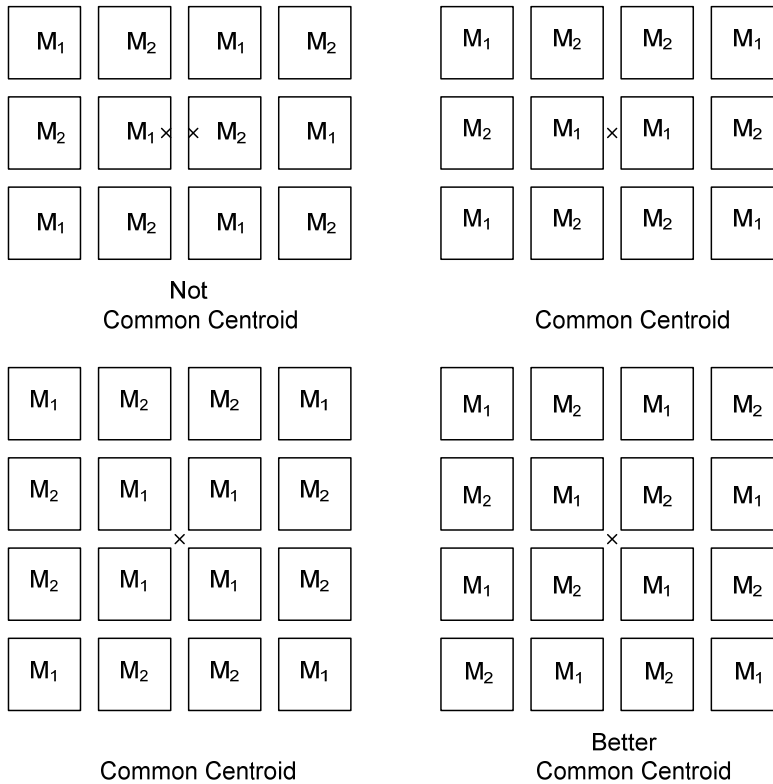 M₁ M₂ M₁ M₂
M₂ M₁ × × M₂ M₁
M₁ M₂ M₁ M₂
Not
Common Centroid
M₁ M₂ M₂ M₁
M₂ M₁ × M₁ M₂
M₁ M₂ M₂ M₁
Common Centroid
M₁ M₂ M₂ M₁
M₂ M₁ M₁ M₂
×
M₂ M₁ M₁ M₂
M₁ M₂ M₂ M₁
Common Centroid
M₁ M₂ M₁ M₂
M₂ M₁ M₂ M₁
×
M₁ M₂ M₁ M₂
M₂ M₁ M₂ M₁
Better
Common Centroid